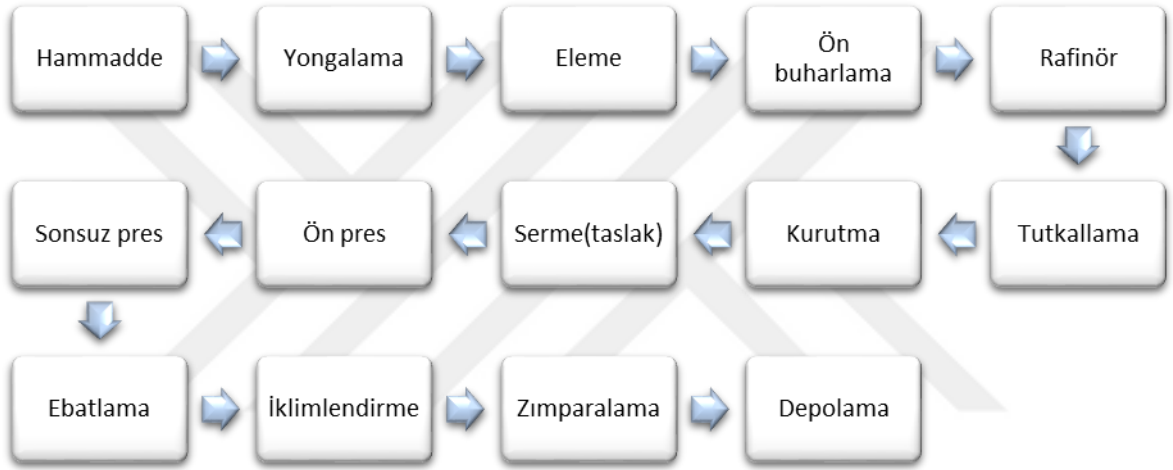 Hammadde
Yongalama
Eleme
Ön
buharlama
Rafinör
Tutkallama
Kurutma
Serme(taslak)
Ön pres
Sonsuz pres
Ebatlama
İklimlendirme
Zımparalama
Depolama